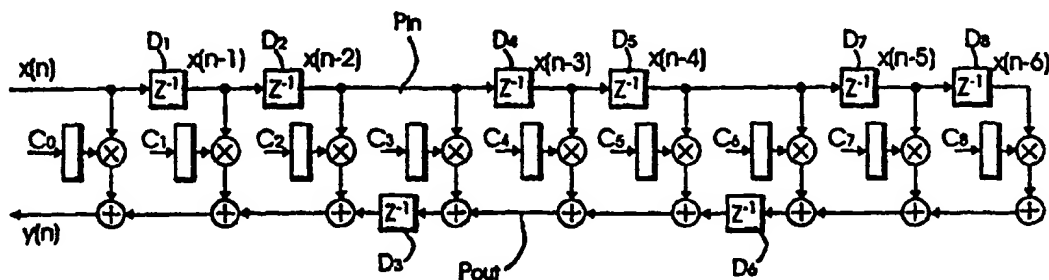 D1 D2 Pin D4 D5 D7 D8
x(n) Z-1 x(n-1) Z-1 x(n-2) Z-1 x(n-3) Z-1 x(n-4) Z-1 x(n-5) Z-1 x(n-6)
C0 C1 C2 C3 C4 C5 C6 C7 C8
y(n) Z-1 Z-1
D3 Pout D6